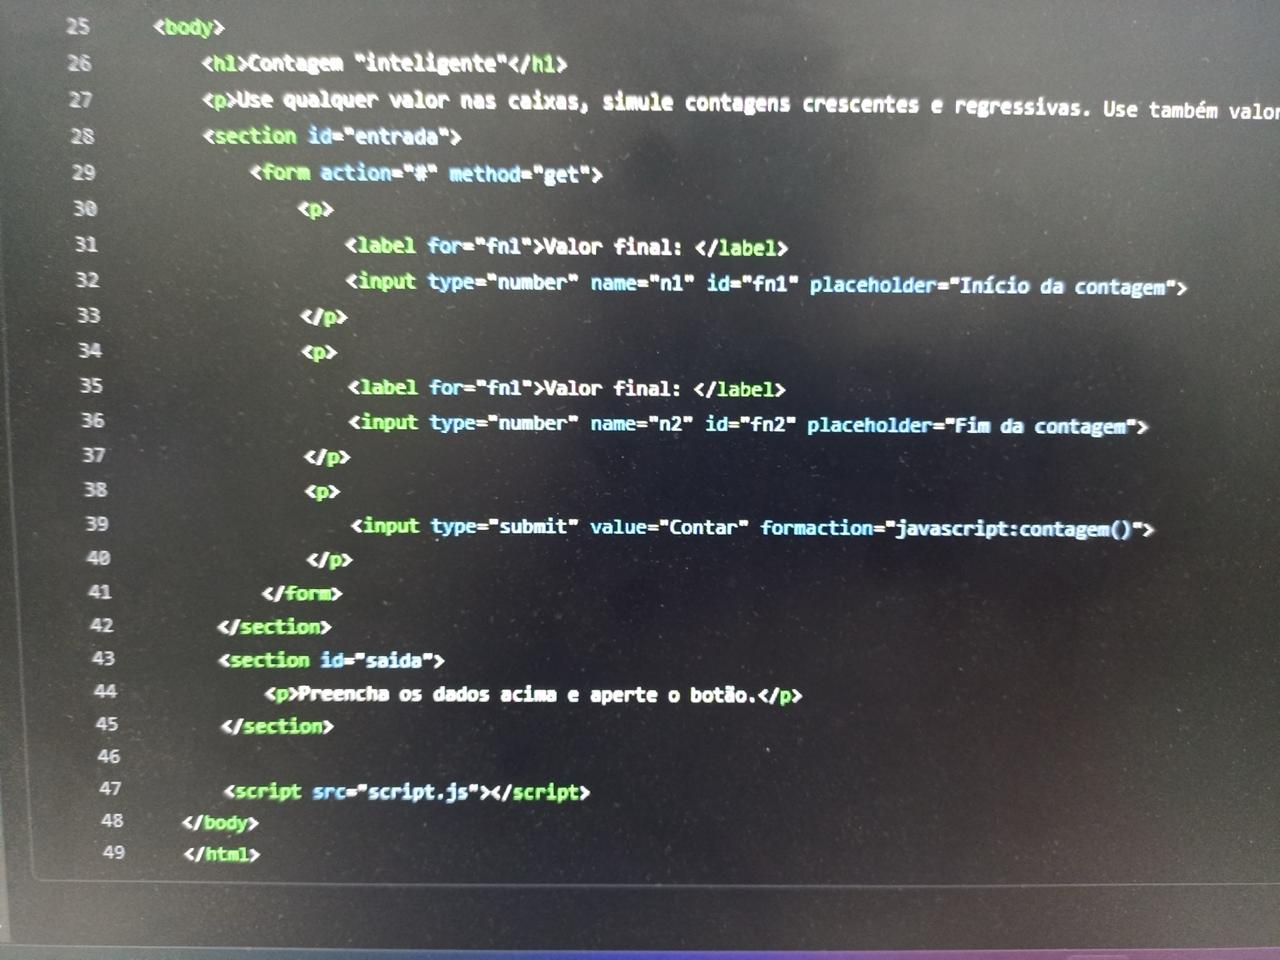 25 <body>
26 <h1>Contagem "inteligente"</h1>
27 <p>Use qualquer valor nas caixas, simule contagens crescentes e regressivas. Use também valor
28 <section id="entrada">
29 <form action="#" method="get">
30 <p>
31 <label for="fn1">Valor final: </label>
32 <input type="number" name="n1" id="fn1" placeholder="Início da contagem">
33 </p>
34 <p>
35 <label for="fn1">Valor final: </label>
36 <input type="number" name="n2" id="fn2" placeholder="Fim da contagem">
37 </p>
38 <p>
39 <input type="submit" value="Contar" formaction="javascript:contagem()">
40 </p>
41 </form>
42 </section>
43 <section id="saida">
44 <p>Preencha os dados acima e aperte o botão.</p>
45 </section>
46
47 <script src="script.js"></script>
48 </body>
49 </html>